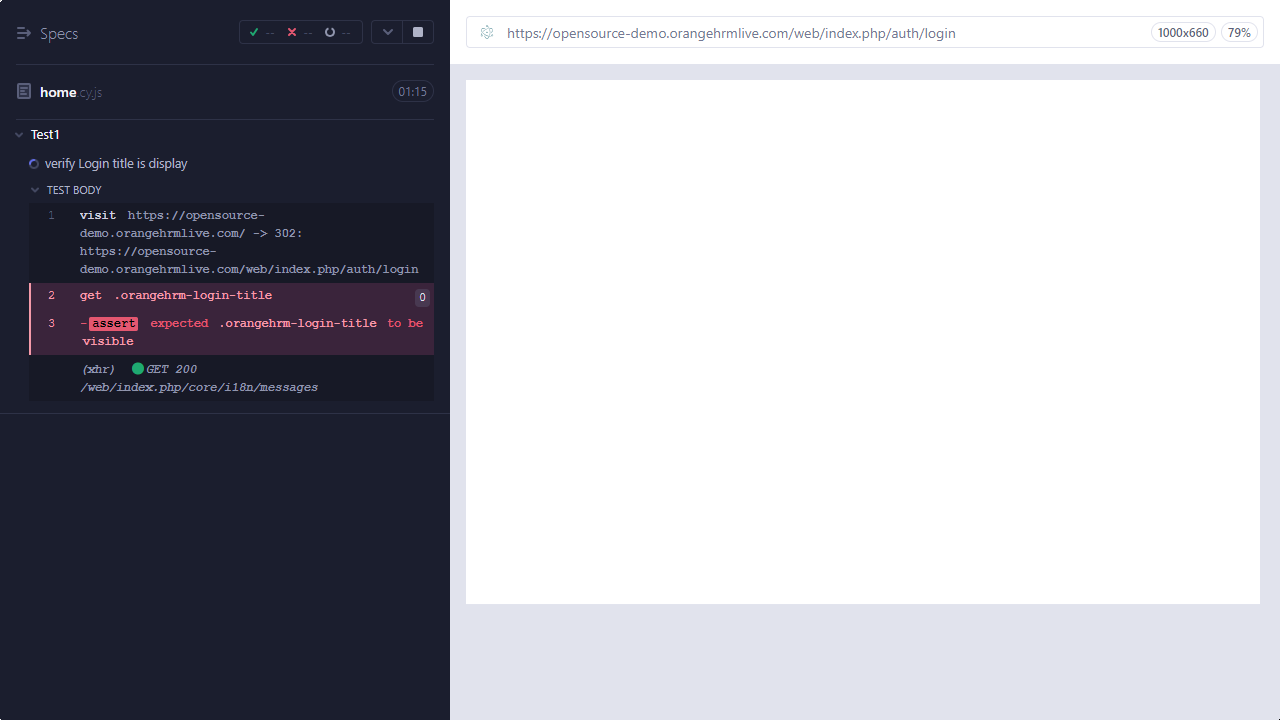 Specs
-- -- --
home.cy.js
01:15
Test1
verify Login title is display
TEST BODY
1 visit https://opensource-
demo.orangehrmlive.com/ -> 302:
https://opensource-
demo.orangehrmlive.com/web/index.php/auth/login
2 get .orangehrm-login-title 0
3 -assert expected .orangehrm-login-title to be
visible
(xhr) GET 200
/web/index.php/core/i18n/messages
https://opensource-demo.orangehrmlive.com/web/index.php/auth/login
1000x660 79%